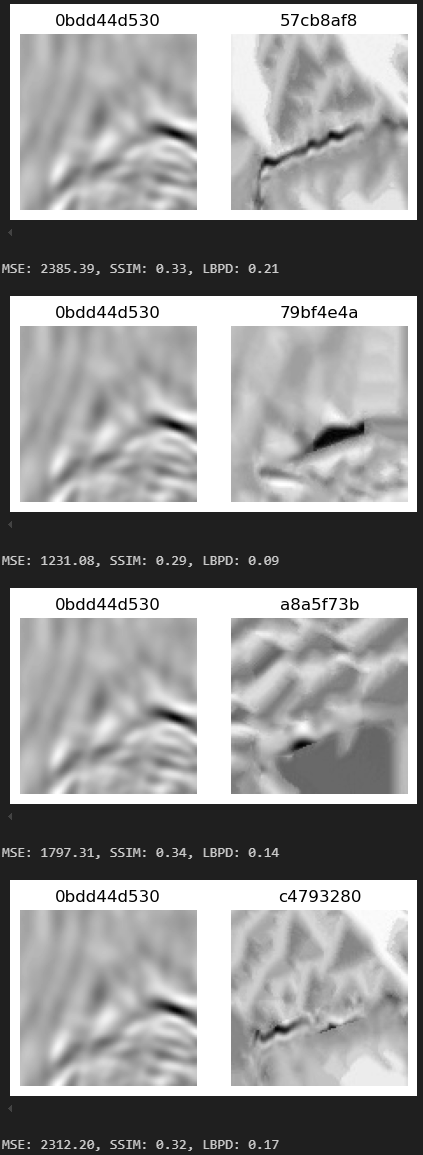 0bdd44d530 57cb8af8
MSE: 2385.39, SSIM: 0.33, LBPD: 0.21
0bdd44d530 79bf4e4a
MSE: 1231.08, SSIM: 0.29, LBPD: 0.09
0bdd44d530 a8a5f73b
MSE: 1797.31, SSIM: 0.34, LBPD: 0.14
0bdd44d530 c4793280
MSE: 2312.20, SSIM: 0.32, LBPD: 0.17